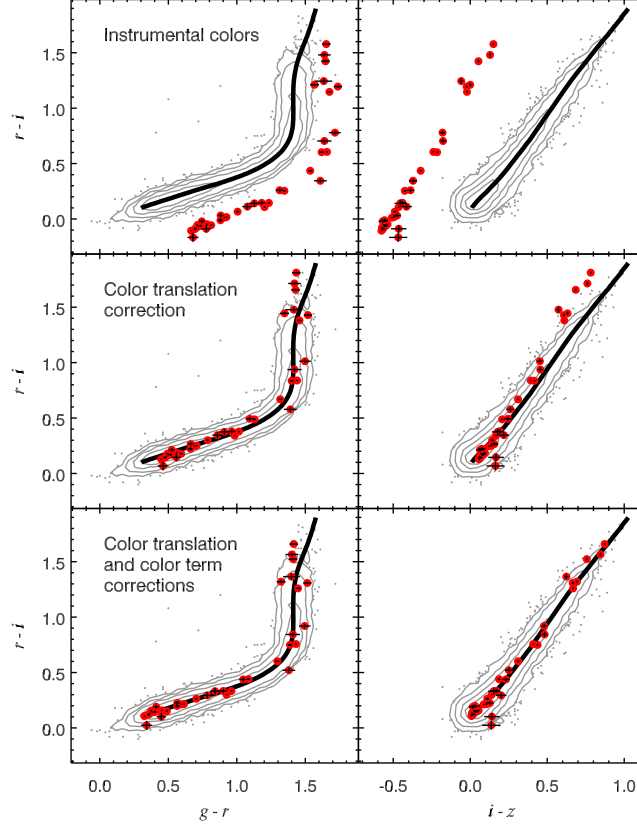 Instrumental colors
1.5
1.0
0.5
0.0
r - i
Color translation
correction
1.5
1.0
0.5
0.0
r - i
Color translation
and color term
corrections
1.5
1.0
0.5
0.0
r - i
0.0 0.5 1.0 1.5 -0.5 0.0 0.5 1.0
g - r i - z